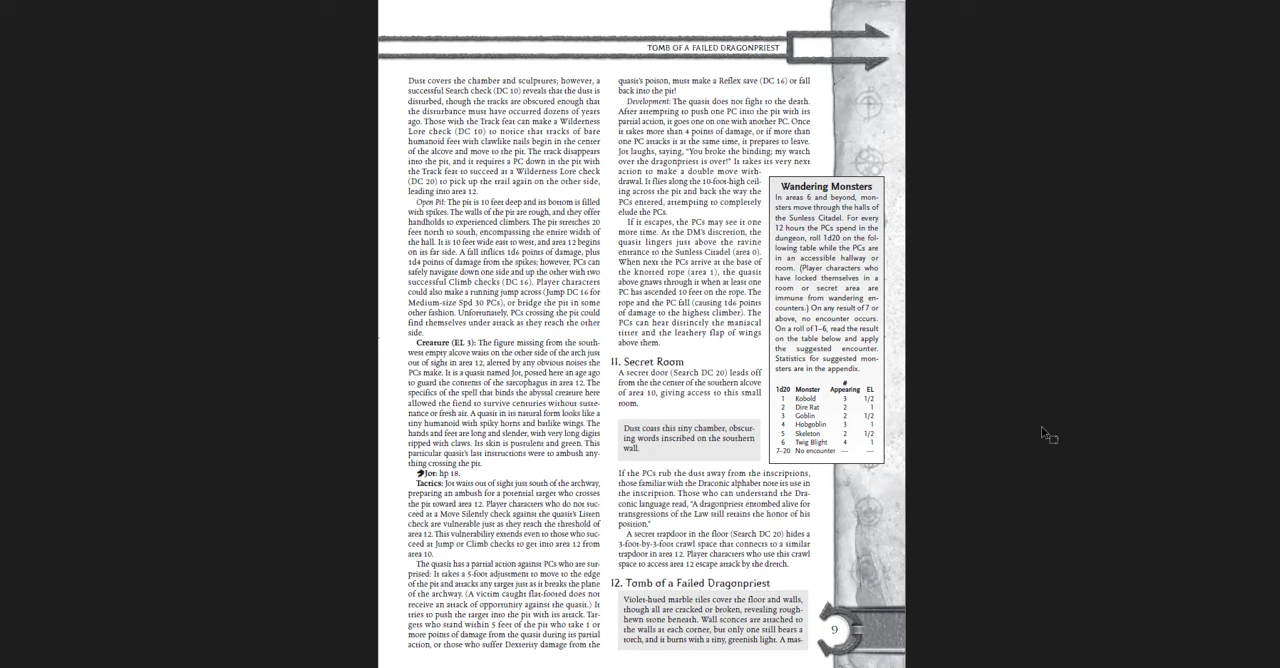 TOMB OF A FAILED DRAGONPRIEST
Dust covers the chamber and sculptures; however, a
successful Search check (DC 10) reveals that the dust is
disturbed, though the tracks are obscured enough that
the disturbance must have occurred dozens of years
ago. Those with the Track feat can make a Wilderness
Lore check (DC 10) to notice that tracks of bare
humanoid feet with clawlike nails begin in the center
of the alcove and move to the pit. The track disappears
into the pit, and it requires a PC down in the pit with
the Track feat to succeed at a Wilderness Lore check
(DC 20) to pick up the trail again on the other side,
leading into area 12.
Open Pit: The pit is 10 feet deep and its bottom is filled
with spikes. The walls of the pit are rough, and they offer
handholds to experienced climbers. The pit stretches 20
feet north to south, encompassing the entire width of
the hall. It is 10 feet wide east to west, and area 12 begins
on its far side. A fall inflicts 1d6 points of damage, plus
1d4 points of damage from the spikes; however, PCs can
safely navigate down one side and up the other with two
successful Climb checks (DC 16). Player characters
could also make a running jump across (Jump DC 16 for
Medium-size Spd 30 PCs), or bridge the pit in some
other fashion. Unfortunately, PCs crossing the pit could
find themselves under attack as they reach the other
side.
Creature (EL 3): The figure missing from the south-
west empty alcove waits on the other side of the arch just
out of sight in area 12, alerted by any obvious noises the
PCs make. It is a quasit named Jot, posted here an age ago
to guard the contents of the sarcophagus in area 12. The
specifics of the spell that binds the abyssal creature here
allowed the fiend to survive centuries without suste-
nance or fresh air. A quasit in its natural form looks like a
tiny humanoid with spiky horns and batlike wings. The
hands and feet are long and slender, with very long digits
tipped with claws. Its skin is pustulent and green. This
particular quasit's last instructions were to ambush any-
thing crossing the pit.
Jot: hp 18.
Tactics: Jot waits out of sight just south of the archway,
preparing an ambush for a potential target who crosses
the pit toward area 12. Player characters who do not suc-
ceed at a Move Silently check against the quasit's Listen
check are vulnerable just as they reach the threshold of
area 12. This vulnerability extends even to those who suc-
ceed at Jump or Climb checks to get into area 12 from
area 10.
The quasit has a partial action against PCs who are sur-
prised: It takes a 5-foot adjustment to move to the edge
of the pit and attacks any target just as it breaks the plane
of the archway. (A victim caught flat-footed does not
receive an attack of opportunity against the quasit.) It
tries to push the target into the pit with its attack. Tar-
gets who stand within 5 feet of the pit who take 1 or
more points of damage from the quasit during its partial
action, or those who suffer Dexterity damage from the
quasit's poison, must make a Reflex save (DC 16) or fall
back into the pit!
Development: The quasit does not fight to the death.
After attempting to push one PC into the pit with its
partial action, it goes one on one with another PC. Once
it takes more than 4 points of damage, or if more than
one PC attacks it at the same time, it prepares to leave.
Jot laughs, saying, "You broke the binding; my watch
over the dragonpriest is over!" It takes its very next
action to make a double move with-
drawal. It flies along the 10-foot-high ceil-
ing across the pit and back the way the
PCs entered, attempting to completely
elude the PCs.
If it escapes, the PCs may see it one
more time. At the DM's discretion, the
quasit lingers just above the ravine
entrance to the Sunless Citadel (area 0).
When next the PCs arrive at the base of
the knotted rope (area 1), the quasit
above gnaws through it when at least one
PC has ascended 10 feet on the rope. The
rope and the PC fall (causing 1d6 points
of damage to the highest climber). The
PCs can hear distinctly the maniacal
titter and the leathery flap of wings
above them.
11. Secret Room
A secret door (Search DC 20) leads off
from the the center of the southern alcove
of area 10, giving access to this small
room.
Dust coats this tiny chamber, obscur-
ing words inscribed on the southern
wall.
If the PCs rub the dust away from the inscriptions,
those familiar with the Draconic alphabet note its use in
the inscription. Those who can understand the Dra-
conic language read, "A dragonpriest entombed alive for
transgressions of the Law still retains the honor of his
position."
A secret trapdoor in the floor (Search DC 20) hides a
3-foot-by-3-foot crawl space that connects to a similar
trapdoor in area 12. Player characters who use this crawl
space to access area 12 escape attack by the dretch.
12. Tomb of a Failed Dragonpriest
Violet-hued marble tiles cover the floor and walls,
though all are cracked or broken, revealing rough-
hewn stone beneath. Wall sconces are attached to
the walls at each corner, but only one still bears a
torch, and it burns with a tiny, greenish light. A mas-
Wandering Monsters
In areas 6 and beyond, mon-
sters move through the halls of
the Sunless Citadel. For every
12 hours the PCs spend in the
dungeon, roll 1d20 on the fol-
lowing table while the PCs are
in an accessible hallway or
room. (Player characters who
have locked themselves in a
room or secret area are
immune from wandering en-
counters.) On any result of 7 or
above, no encounter occurs.
On a roll of 1–6, read the result
on the table below and apply
the suggested encounter.
Statistics for suggested mon-
sters are in the appendix.
#
1d20 Monster Appearing EL
1 Kobold 3 1/2
2 Dire Rat 2 1
3 Goblin 2 1/2
4 Hobgoblin 3 1
5 Skeleton 2 1/2
6 Twig Blight 4 1
7–20 No encounter — —
9